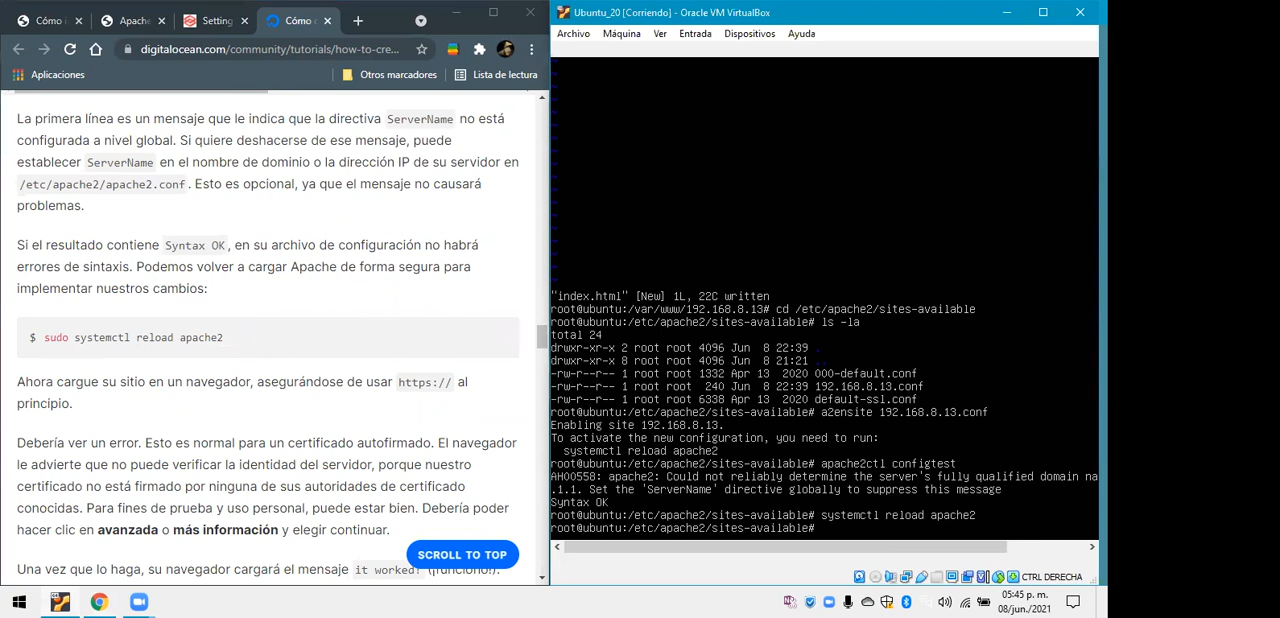 Cómo i
Apache
Setting
Cómo c
digitalocean.com/community/tutorials/how-to-cre...
Aplicaciones
Otros marcadores
Lista de lectura
La primera línea es un mensaje que le indica que la directiva ServerName no está
configurada a nivel global. Si quiere deshacerse de ese mensaje, puede
establecer ServerName en el nombre de dominio o la dirección IP de su servidor en
/etc/apache2/apache2.conf. Esto es opcional, ya que el mensaje no causará
problemas.
Si el resultado contiene Syntax OK, en su archivo de configuración no habrá
errores de sintaxis. Podemos volver a cargar Apache de forma segura para
implementar nuestros cambios:
$ sudo systemctl reload apache2
Ahora cargue su sitio en un navegador, asegurándose de usar https:// al
principio.
Debería ver un error. Esto es normal para un certificado autofirmado. El navegador
le advierte que no puede verificar la identidad del servidor, porque nuestro
certificado no está firmado por ninguna de sus autoridades de certificado
conocidas. Para fines de prueba y uso personal, puede estar bien. Debería poder
hacer clic en avanzada o más información y elegir continuar.
SCROLL TO TOP
Una vez que lo haga, su navegador cargará el mensaje it worked! (¡funcionó!).
Ubuntu_20 [Corriendo] - Oracle VM VirtualBox
Archivo Máquina Ver Entrada Dispositivos Ayuda
"index.html" [New] 1L, 22C written
root@ubuntu:/var/www/192.168.8.13# cd /etc/apache2/sites-available
root@ubuntu:/etc/apache2/sites-available# ls -la
total 24
drwxr-xr-x 2 root root 4096 Jun 8 22:39 .
drwxr-xr-x 8 root root 4096 Jun 8 21:21 ..
-rw-r--r-- 1 root root 1332 Apr 13 2020 000-default.conf
-rw-r--r-- 1 root root 240 Jun 8 22:39 192.168.8.13.conf
-rw-r--r-- 1 root root 6338 Apr 13 2020 default-ssl.conf
root@ubuntu:/etc/apache2/sites-available# a2ensite 192.168.8.13.conf
Enabling site 192.168.8.13.
To activate the new configuration, you need to run:
systemctl reload apache2
root@ubuntu:/etc/apache2/sites-available# apache2ctl configtest
AH00558: apache2: Could not reliably determine the server's fully qualified domain na
.1.1. Set the 'ServerName' directive globally to suppress this message
Syntax OK
root@ubuntu:/etc/apache2/sites-available# systemctl reload apache2
root@ubuntu:/etc/apache2/sites-available#
CTRL DERECHA
05:45 p. m.
08/jun./2021